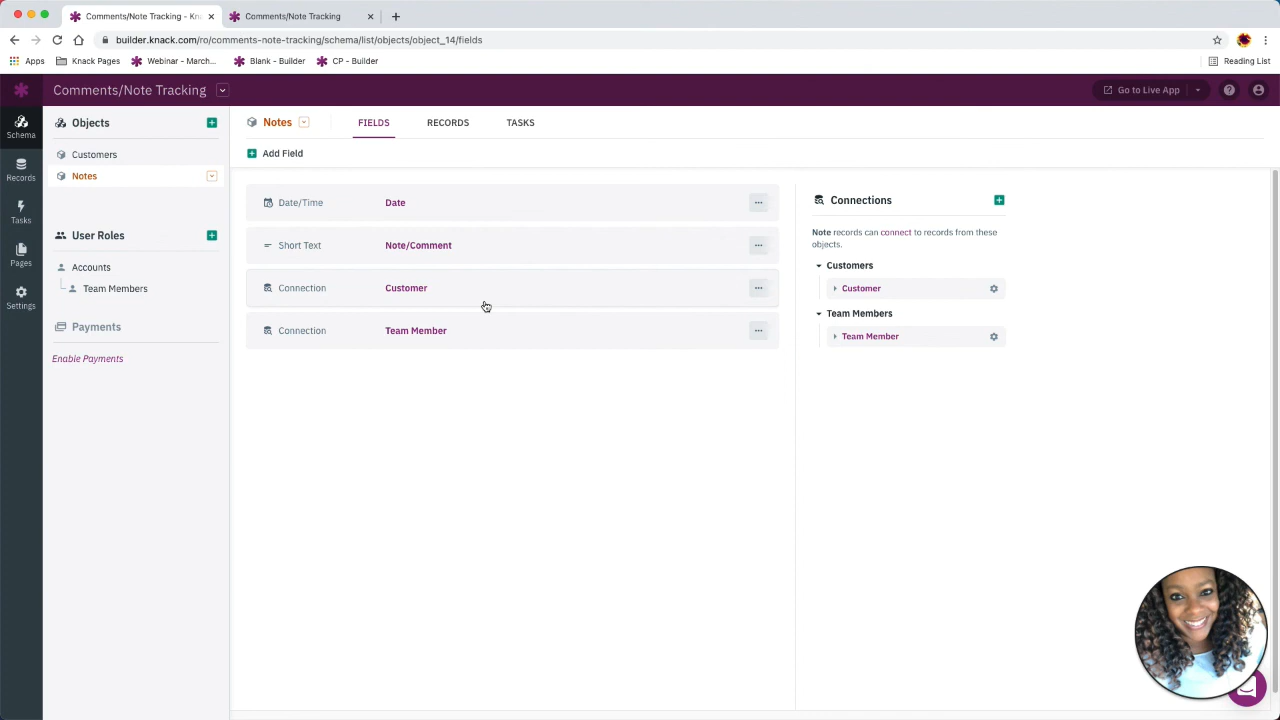 Comments/Note Tracking - Kna
Comments/Note Tracking
builder.knack.com/ro/comments-note-tracking/schema/list/objects/object_14/fields
Apps
Knack Pages
Webinar - March...
Blank - Builder
CP - Builder
Reading List
Comments/Note Tracking
Go to Live App
Schema
Records
Tasks
Pages
Settings
Objects
Customers
Notes
User Roles
Accounts
Team Members
Payments
Enable Payments
Notes
FIELDS
RECORDS
TASKS
Add Field
Date/Time Date
Short Text Note/Comment
Connection Customer
Connection Team Member
Connections
Note records can connect to records from these
objects.
Customers
Customer
Team Members
Team Member